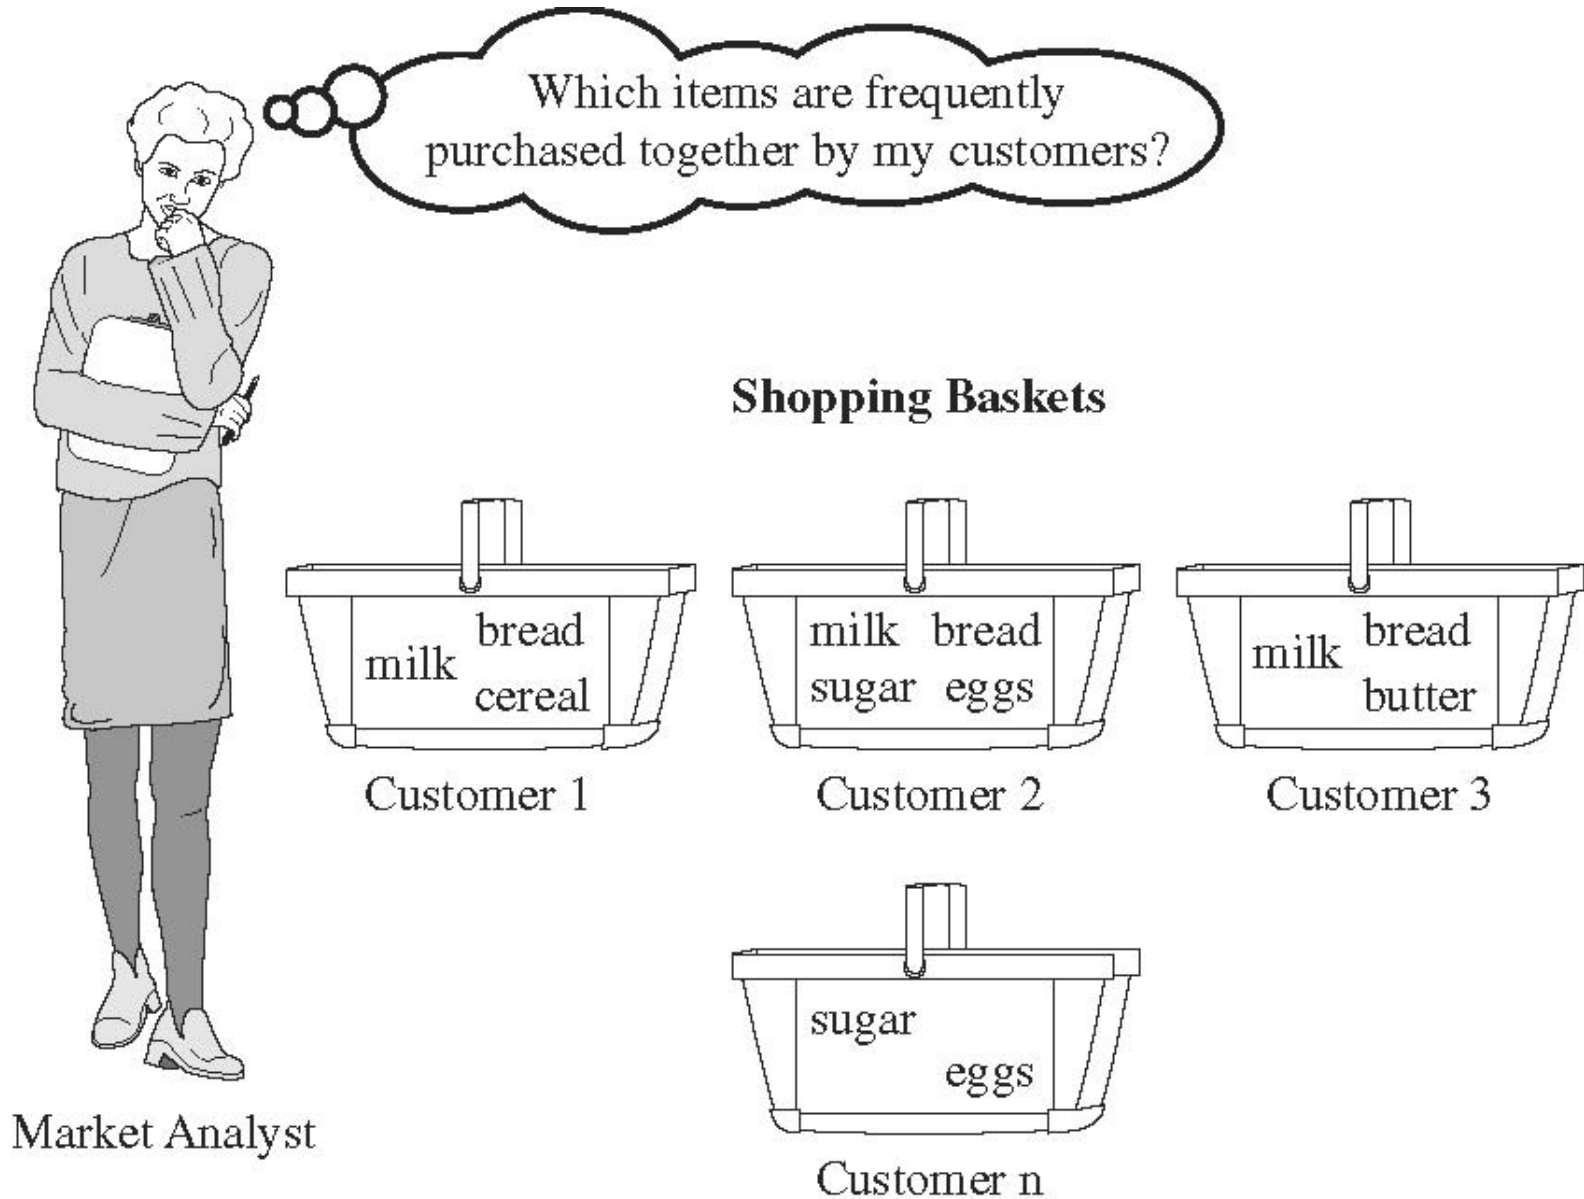 Which items are frequently
purchased together by my customers?
Shopping Baskets
milk
bread
cereal
Customer 1
milk bread
sugar eggs
Customer 2
milk
bread
butter
Customer 3
sugar
eggs
Customer n
Market Analyst